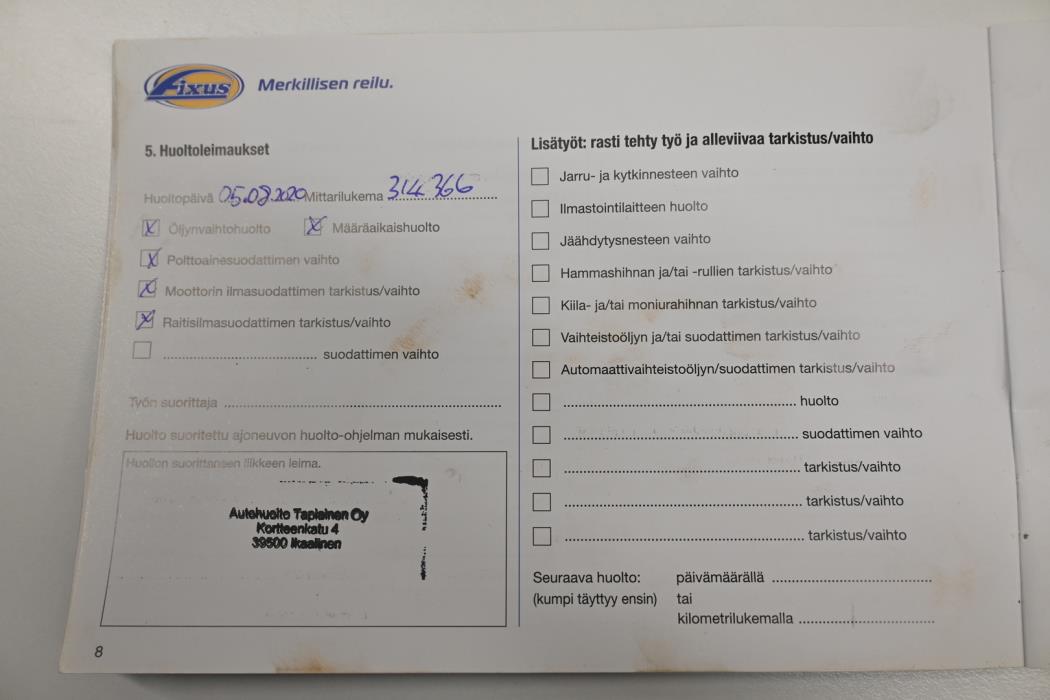 Fixus Merkillisen reilu.
5. Huoltoleimaukset
Huoltopäivä 05.08.2020 Mittarilukema 314 366
Öljynvaihtohuolto Määräaikaishuolto
Polttoainesuodattimen vaihto
Moottorin ilmasuodattimen tarkistus/vaihto
Raitisilmasuodattimen tarkistus/vaihto
suodattimen vaihto
Työn suorittaja
Huolto suoritettu ajoneuvon huolto-ohjelman mukaisesti.
Huollon suorittaneen liikkeen leima.
Autohuolto Tapiainen Oy
Kortteenkatu 4
39500 Ikaalinen
8
Lisätyöt: rasti tehty työ ja alleviivaa tarkistus/vaihto
Jarru- ja kytkinnesteen vaihto
Ilmastointilaitteen huolto
Jäähdytysnesteen vaihto
Hammashihnan ja/tai -rullien tarkistus/vaihto
Kiila- ja/tai moniurahihnan tarkistus/vaihto
Vaihteistoöljyn ja/tai suodattimen tarkistus/vaihto
Automaattivaihteistoöljyn/suodattimen tarkistus/vaihto
huolto
suodattimen vaihto
tarkistus/vaihto
tarkistus/vaihto
tarkistus/vaihto
Seuraava huolto: päivämäärällä
(kumpi täyttyy ensin) tai
kilometrilukemalla